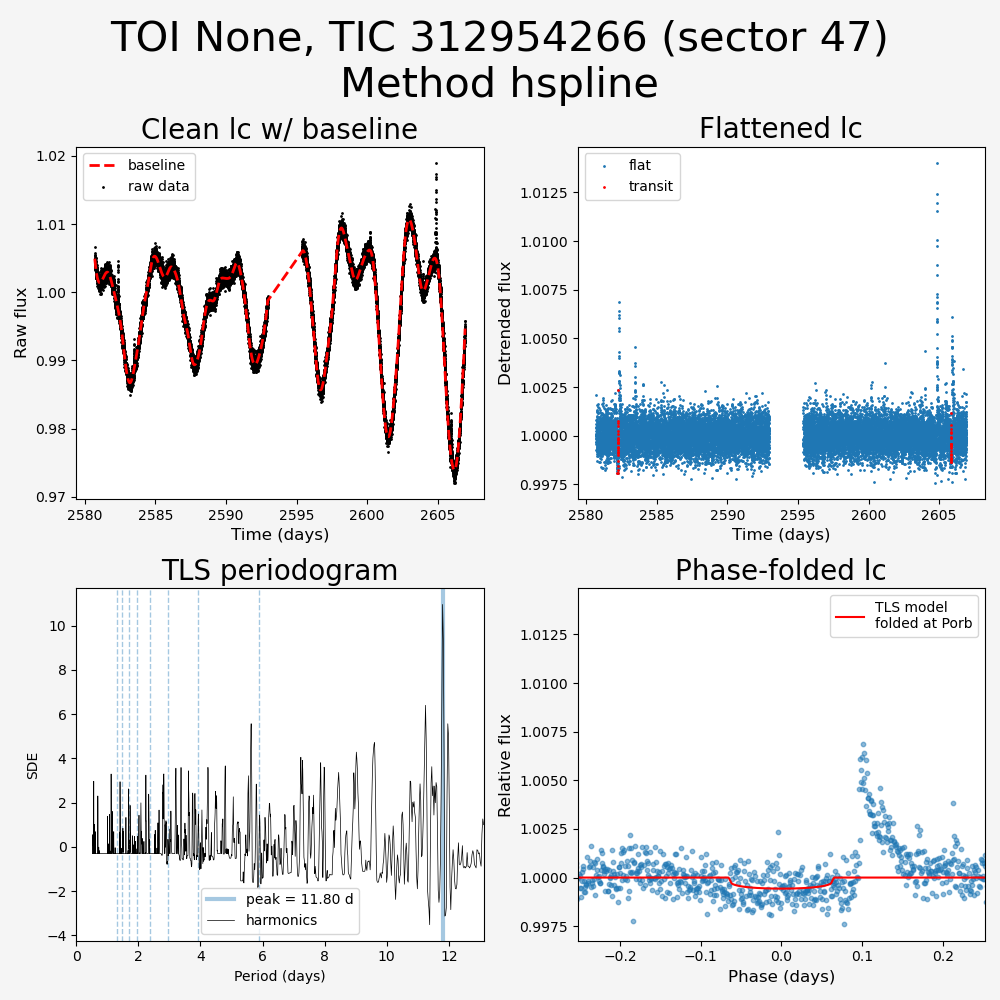 TOI None, TIC 312954266 (sector 47)
Method hspline
Clean lc w/ baseline
baseline
raw data
1.02
1.01
1.00
0.99
0.98
0.97
Raw flux
2580
2585
2590
2595
2600
2605
Time (days)
Flattened lc
flat
transit
1.0125
1.0100
1.0075
1.0050
1.0025
1.0000
0.9975
Detrended flux
2580
2585
2590
2595
2600
2605
Time (days)
TLS periodogram
10
8
6
4
2
0
−2
−4
SDE
peak = 11.80 d
harmonics
0
2
4
6
8
10
12
Period (days)
Phase-folded lc
TLS model
folded at Porb
1.0125
1.0100
1.0075
1.0050
1.0025
1.0000
0.9975
Relative flux
−0.2
−0.1
0.0
0.1
0.2
Phase (days)